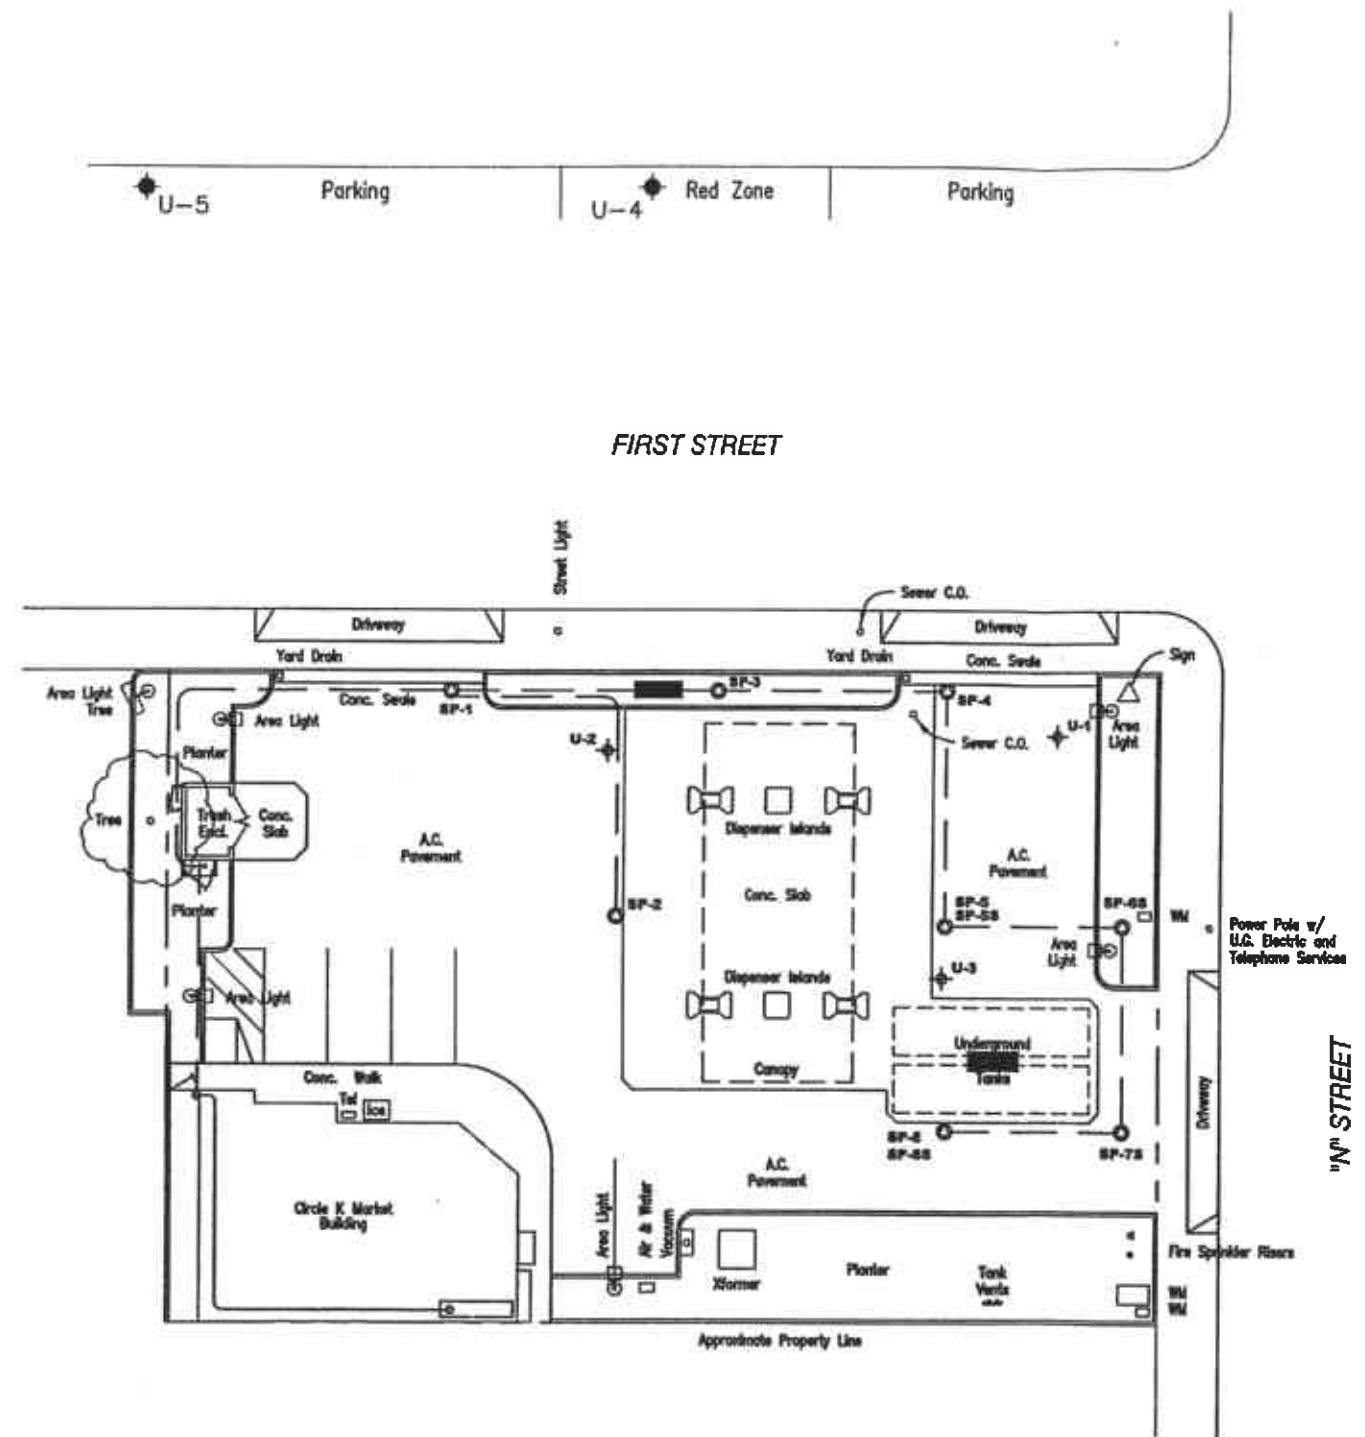 U-5
Parking
U-4
Red Zone
Parking
FIRST STREET
Street Light
Sewer C.O.
Driveway
Driveway
Yard Drain
Yard Drain
Conc. Swale
Sign
Area Light
Tree
Conc. Swale
SP-1
SP-3
SP-4
Area Light
U-2
Sewer C.O.
U-1
Area
Light
Planter
Tree
Trash
Encl.
Conc.
Slab
A.C.
Pavement
Dispenser Islands
A.C.
Pavement
Conc. Slab
Planter
SP-2
SP-5
SP-5S
SP-6S
WM
Power Pole w/
U.G. Electric and
Telephone Services
Area
Light
U-3
Dispenser Islands
Area Light
Underground
Tanks
Canopy
Conc. Walk
Tel.
Ice
Driveway
"N" STREET
SP-8
SP-8S
SP-7S
A.C.
Pavement
Circle K Market
Building
Area Light
Air & Water
Vacuum
Xformer
Planter
Tank
Vents
Fire Sprinkler Risers
WM
WM
Approximate Property Line